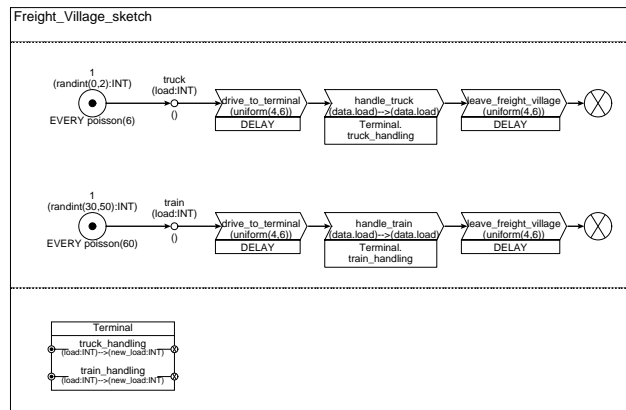 Freight_Village_sketch
1
(randint(0,2):INT)
EVERY poisson(6)
truck
(load:INT)
()
drive_to_terminal
(uniform(4,6))
DELAY
handle_truck
(data.load)-->(data.load)
Terminal.
truck_handling
leave_freight_village
(uniform(4,6))
DELAY
1
(randint(30,50):INT)
EVERY poisson(60)
train
(load:INT)
()
drive_to_terminal
(uniform(4,6))
DELAY
handle_train
(data.load)-->(data.load)
Terminal.
train_handling
leave_freight_village
(uniform(4,6))
DELAY
Terminal
truck_handling
(load:INT)-->(new_load:INT)
train_handling
(load:INT)-->(new_load:INT)